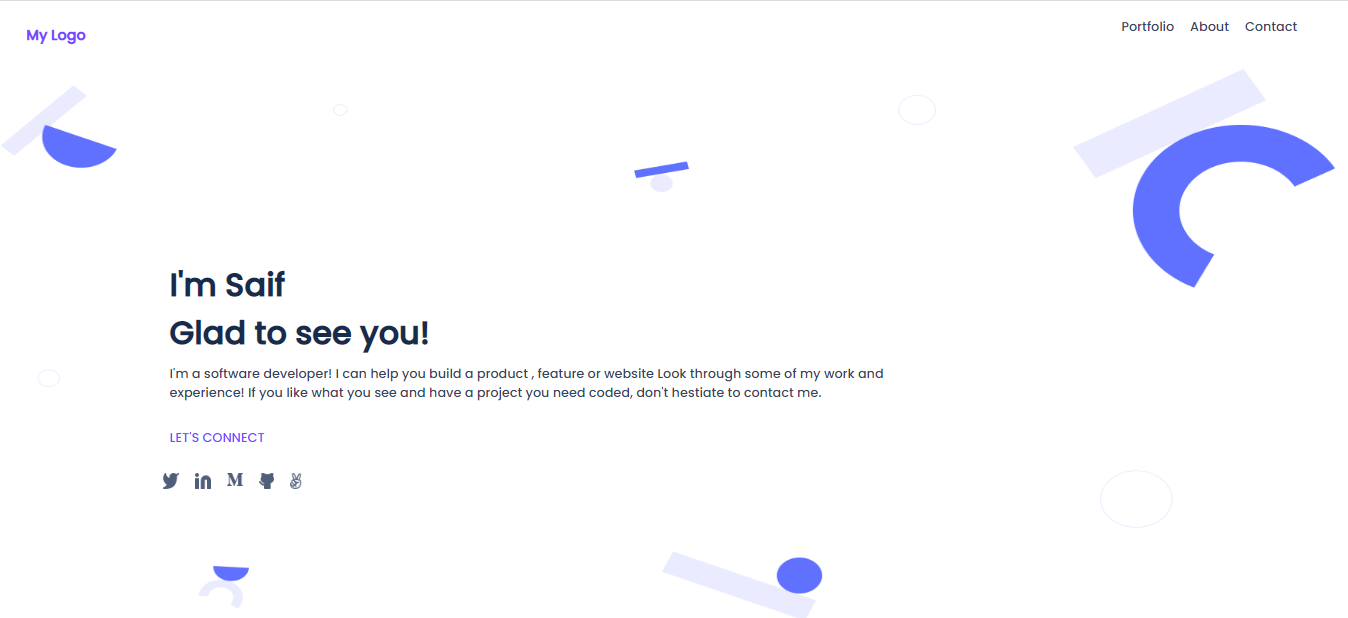 My Logo
Portfolio About Contact
I'm Saif
Glad to see you!
I'm a software developer! I can help you build a product , feature or website Look through some of my work and
experience! If you like what you see and have a project you need coded, don't hestiate to contact me.
LET'S CONNECT